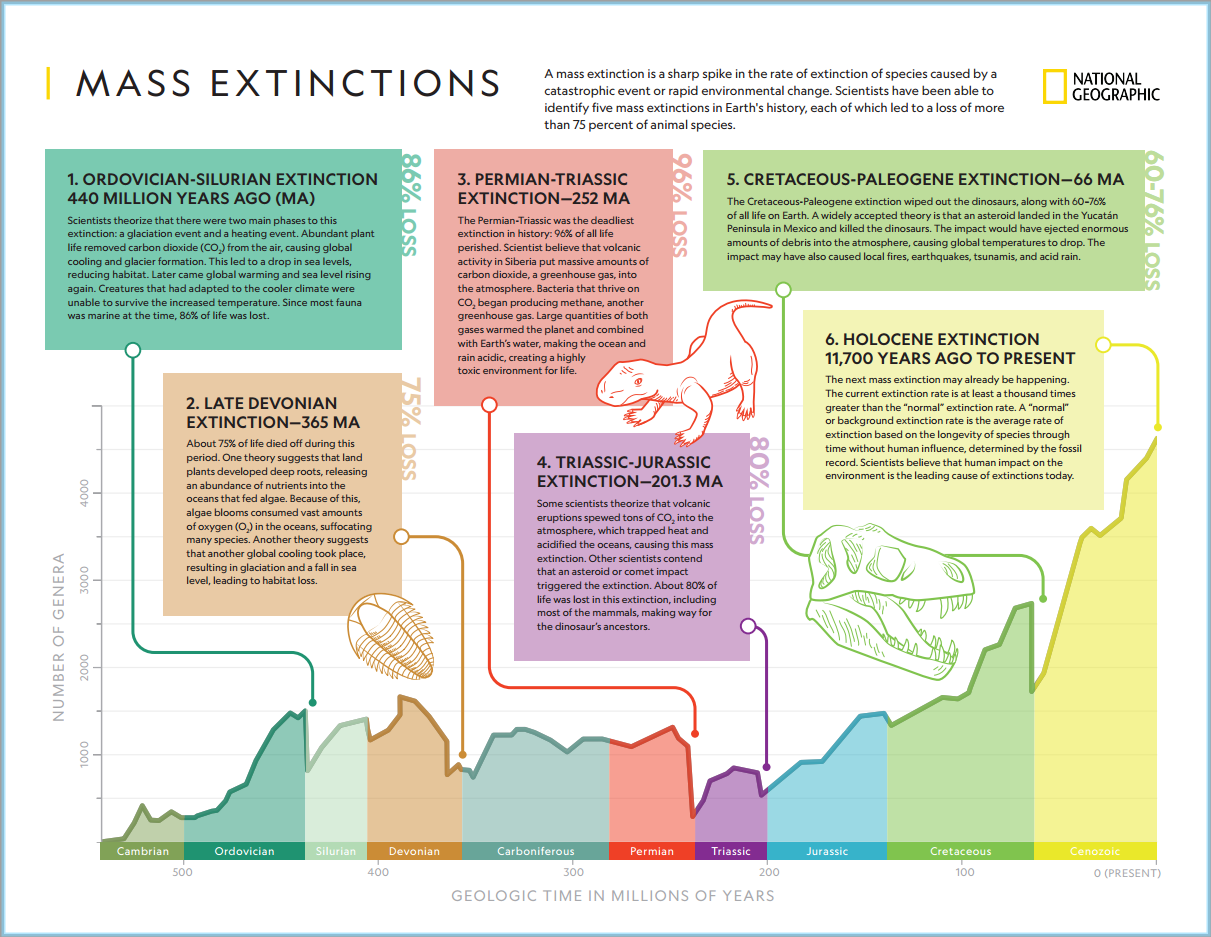 MASS EXTINCTIONS
A mass extinction is a sharp spike in the rate of extinction of species caused by a
catastrophic event or rapid environmental change. Scientists have been able to
identify five mass extinctions in Earth's history, each of which led to a loss of more
than 75 percent of animal species.
NATIONAL
GEOGRAPHIC
1. ORDOVICIAN-SILURIAN EXTINCTION
440 MILLION YEARS AGO (MA)
Scientists theorize that there were two main phases to this
extinction: a glaciation event and a heating event. Abundant plant
life removed carbon dioxide (CO₂) from the air, causing global
cooling and glacier formation. This led to a drop in sea levels,
reducing habitat. Later came global warming and sea level rising
again. Creatures that had adapted to the cooler climate were
unable to survive the increased temperature. Since most fauna
was marine at the time, 86% of life was lost.
86% LOSS
2. LATE DEVONIAN
EXTINCTION—365 MA
About 75% of life died off during this
period. One theory suggests that land
plants developed deep roots, releasing
an abundance of nutrients into the
oceans that fed algae. Because of this,
algae blooms consumed vast amounts
of oxygen (O₂) in the oceans, suffocating
many species. Another theory suggests
that another global cooling took place,
resulting in glaciation and a fall in sea
level, leading to habitat loss.
75% LOSS
3. PERMIAN-TRIASSIC
EXTINCTION—252 MA
The Permian-Triassic was the deadliest
extinction in history: 96% of all life
perished. Scientist believe that volcanic
activity in Siberia put massive amounts of
carbon dioxide, a greenhouse gas, into
the atmosphere. Bacteria that thrive on
CO₂ began producing methane, another
greenhouse gas. Large quantities of both
gases warmed the planet and combined
with Earth's water, making the ocean and
rain acidic, creating a highly
toxic environment for life.
96% LOSS
4. TRIASSIC-JURASSIC
EXTINCTION—201.3 MA
Some scientists theorize that volcanic
eruptions spewed tons of CO₂ into the
atmosphere, which trapped heat and
acidified the oceans, causing this mass
extinction. Other scientists contend
that an asteroid or comet impact
triggered the extinction. About 80% of
life was lost in this extinction, including
most of the mammals, making way for
the dinosaur's ancestors.
80% LOSS
5. CRETACEOUS-PALEOGENE EXTINCTION—66 MA
The Cretaceous-Paleogene extinction wiped out the dinosaurs, along with 60-76%
of all life on Earth. A widely accepted theory is that an asteroid landed in the Yucatán
Peninsula in Mexico and killed the dinosaurs. The impact would have ejected enormous
amounts of debris into the atmosphere, causing global temperatures to drop. The
impact may have also caused local fires, earthquakes, tsunamis, and acid rain.
60-76% LOSS
6. HOLOCENE EXTINCTION
11,700 YEARS AGO TO PRESENT
The next mass extinction may already be happening.
The current extinction rate is at least a thousand times
greater than the “normal” extinction rate. A “normal”
or background extinction rate is the average rate of
extinction based on the longevity of species through
time without human influence, determined by the fossil
record. Scientists believe that human impact on the
environment is the leading cause of extinctions today.
NUMBER OF GENERA
4000
3000
2000
1000
Cambrian
Ordovician
Silurian
Devonian
Carboniferous
Permian
Triassic
Jurassic
Cretaceous
Cenozoic
500
400
300
200
100
0 (PRESENT)
GEOLOGIC TIME IN MILLIONS OF YEARS